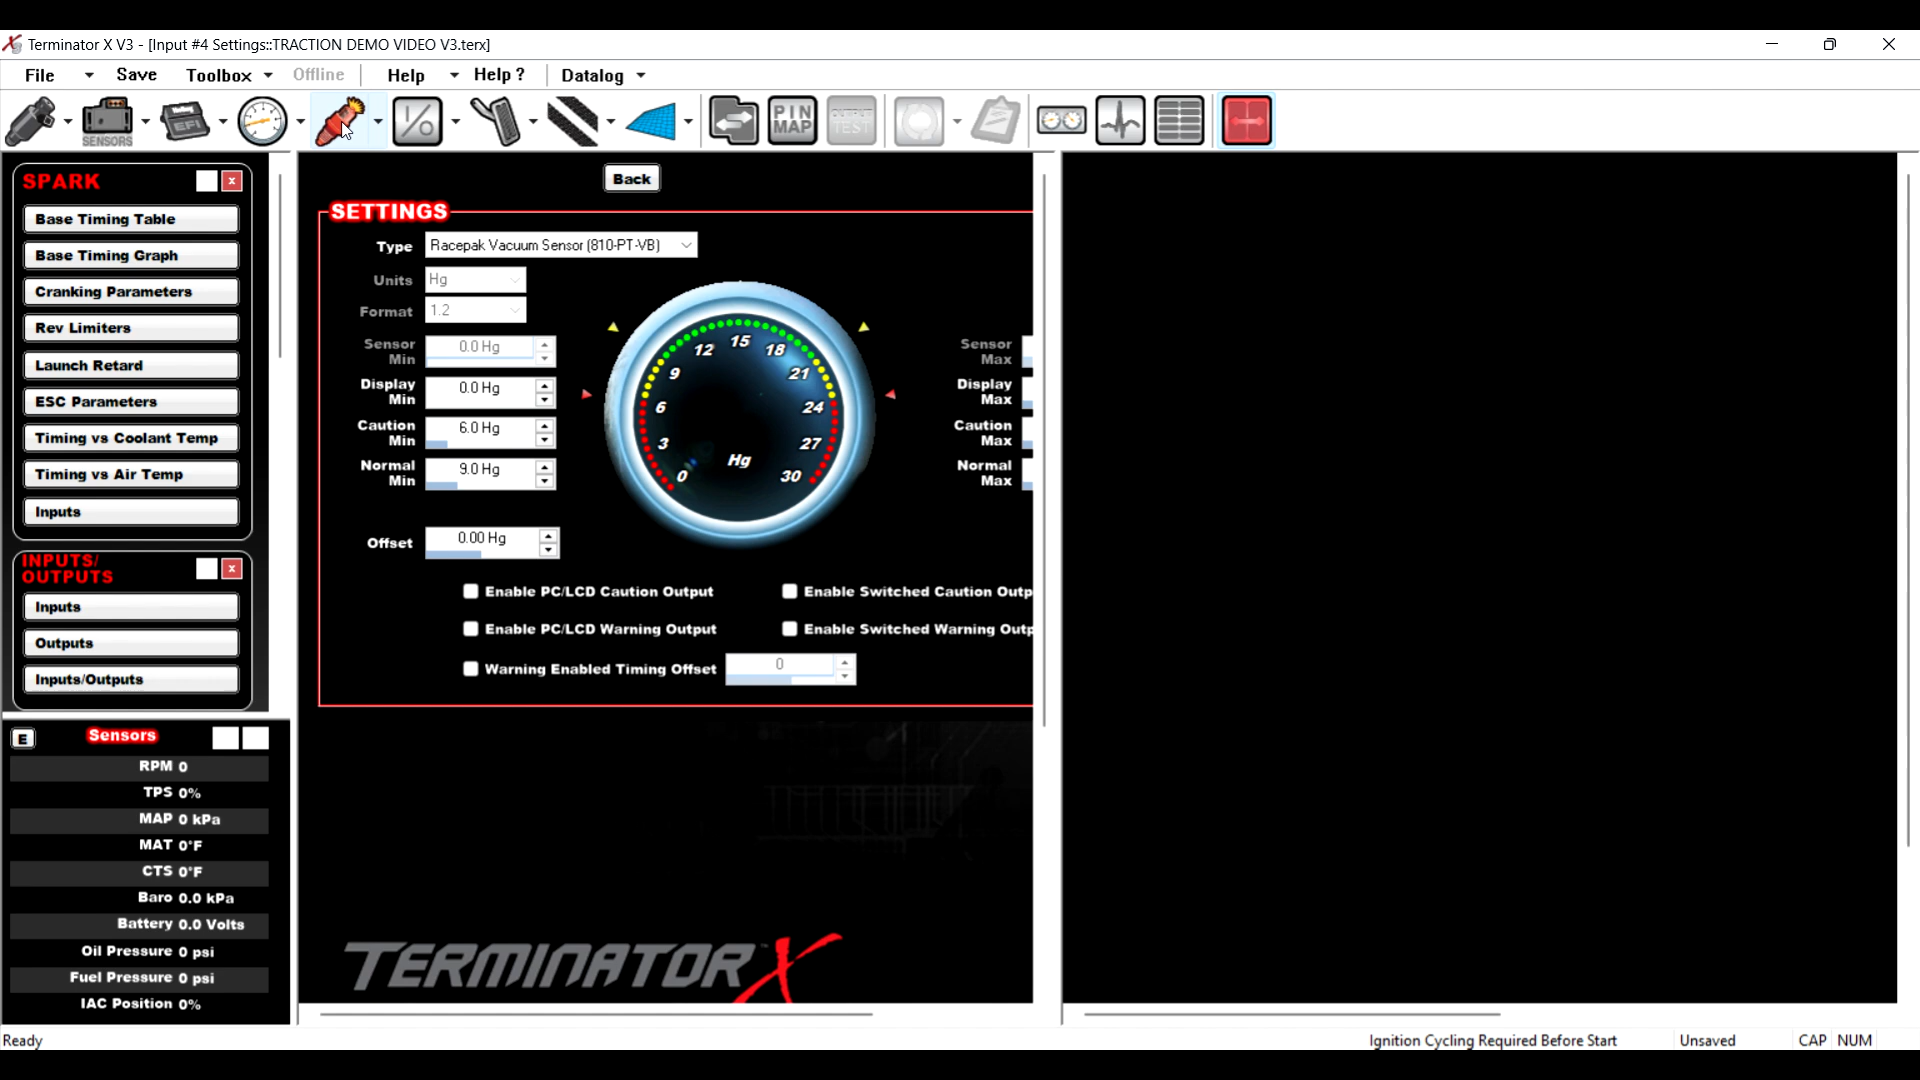 Terminator X V3 - [Input #4 Settings::TRACTION DEMO VIDEO V3.terx]
File Save Toolbox Offline Help Help ? Datalog
SENSORS EFI I/O PIN MAP OUTPUT TEST
SPARK
Base Timing Table
Base Timing Graph
Cranking Parameters
Rev Limiters
Launch Retard
ESC Parameters
Timing vs Coolant Temp
Timing vs Air Temp
Inputs
INPUTS/
OUTPUTS
Inputs
Outputs
Inputs/Outputs
E Sensors
RPM 0
TPS 0%
MAP 0 kPa
MAT 0°F
CTS 0°F
Baro 0.0 kPa
Battery 0.0 Volts
Oil Pressure 0 psi
Fuel Pressure 0 psi
IAC Position 0%
Back
SETTINGS
Type Racepak Vacuum Sensor (810-PT-VB)
Units Hg
Format 1.2
Sensor Min 0.0 Hg
Display Min 0.0 Hg
Caution Min 6.0 Hg
Normal Min 9.0 Hg
Offset 0.00 Hg
0 3 6 9 12 15 18 21 24 27 30
Hg
Sensor Max
Display Max
Caution Max
Normal Max
Enable PC/LCD Caution Output Enable Switched Caution Outp
Enable PC/LCD Warning Output Enable Switched Warning Outp
Warning Enabled Timing Offset 0
TERMINATOR X
Ready Ignition Cycling Required Before Start Unsaved CAP NUM